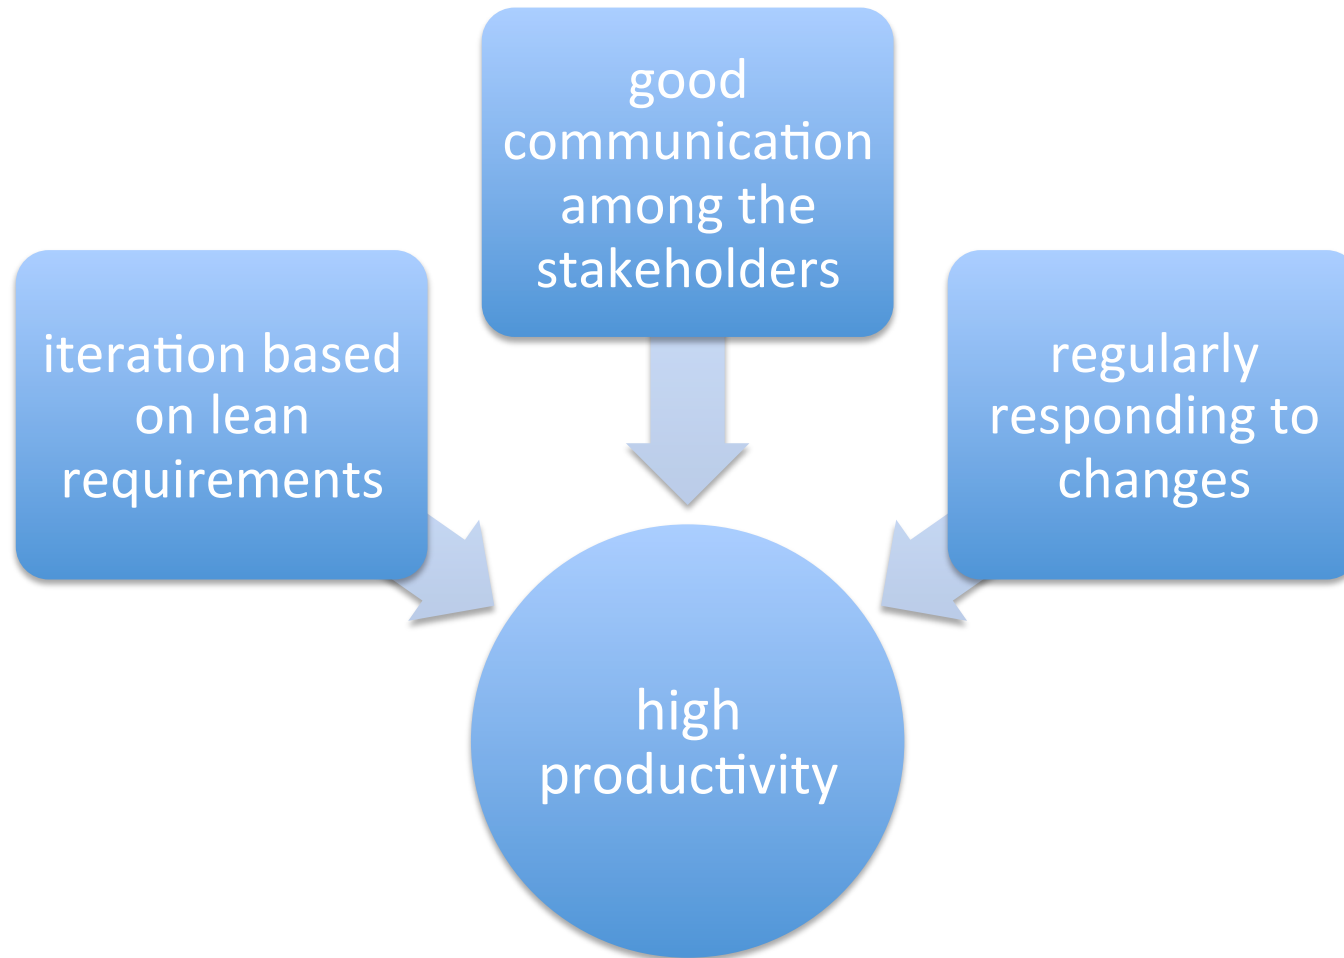 good
communication
among the
stakeholders
iteration based
on lean
requirements
regularly
responding to
changes
high
productivity